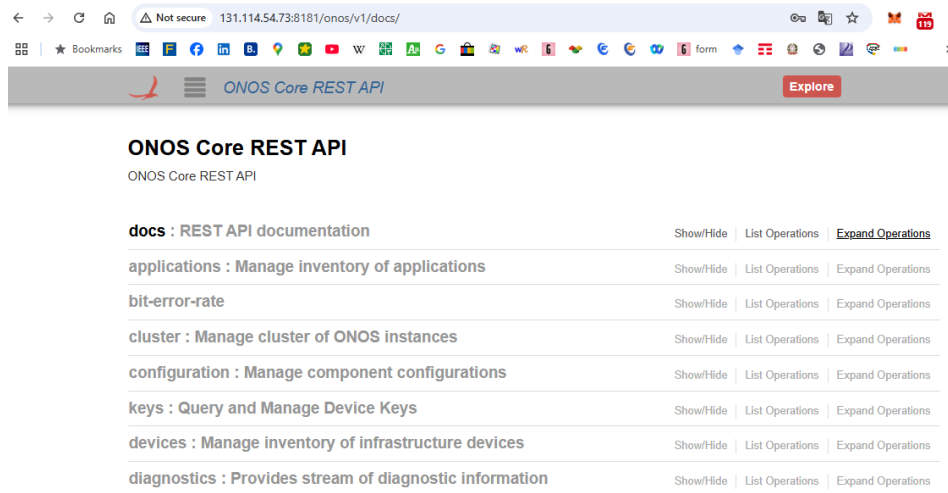 Not secure 131.114.54.73:8181/onos/v1/docs/
119
Bookmarks IEEE F f in B. W A G wR 6 6 form
ONOS Core REST API Explore
ONOS Core REST API
ONOS Core REST API
docs : REST API documentation Show/Hide List Operations Expand Operations
applications : Manage inventory of applications Show/Hide List Operations Expand Operations
bit-error-rate Show/Hide List Operations Expand Operations
cluster : Manage cluster of ONOS instances Show/Hide List Operations Expand Operations
configuration : Manage component configurations Show/Hide List Operations Expand Operations
keys : Query and Manage Device Keys Show/Hide List Operations Expand Operations
devices : Manage inventory of infrastructure devices Show/Hide List Operations Expand Operations
diagnostics : Provides stream of diagnostic information Show/Hide List Operations Expand Operations